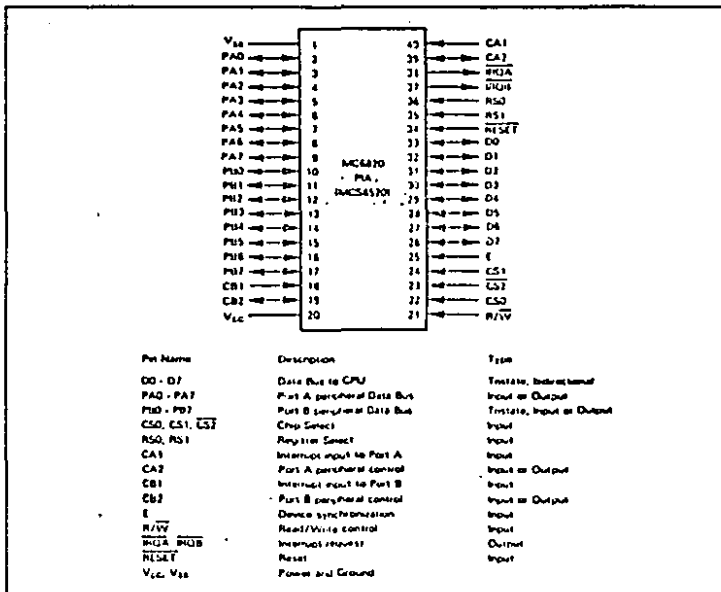 VSS 1 40 CA1
PA0 2 39 CA2
PA1 3 38 IRQA
PA2 4 37 IRQB
PA3 5 36 RS0
PA4 6 35 RS1
PA5 7 34 RESET
PA6 8 33 D0
PA7 9 32 D1
PB0 10 31 D2
PB1 11 30 D3
PB2 12 29 D4
PB3 13 28 D5
PB4 14 27 D6
PB5 15 26 D7
PB6 16 25 E
PB7 17 24 CS1
CB1 18 23 CS2
CB2 19 22 CS0
VCC 20 21 R/W
MC6820
PIA
(MCS6520)
Pin Name Description Type
D0 - D7 Data Bus to CPU Tristate, bidirectional
PA0 - PA7 Port A peripheral Data Bus Input or Output
PB0 - PB7 Port B peripheral Data Bus Tristate, Input or Output
CS0, CS1, CS2 Chip Select Input
RS0, RS1 Register Select Input
CA1 Interrupt input to Port A Input
CA2 Port A peripheral control Input or Output
CB1 Interrupt input to Port B Input
CB2 Port B peripheral control Input or Output
E Device synchronization Input
R/W Read/Write control Input
IRQA IRQB Interrupt request Output
RESET Reset Input
VCC, VSS Power and Ground